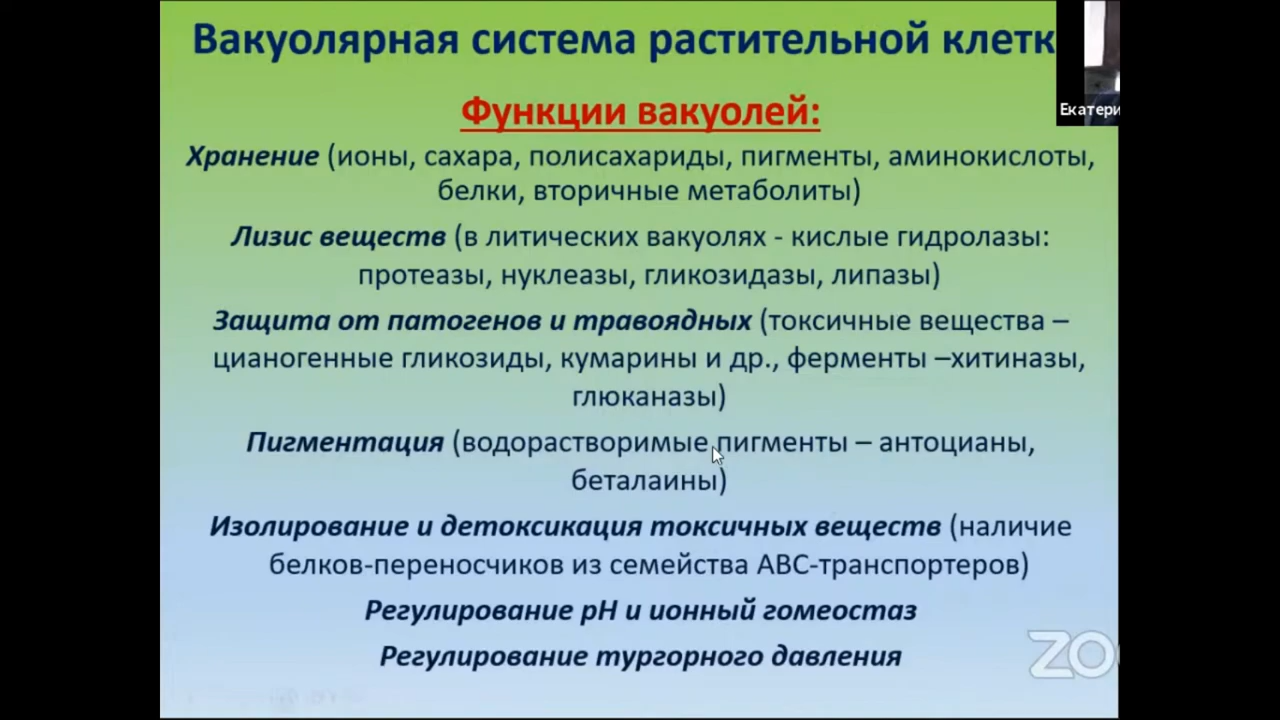 Вакуолярная система растительной клетк
Екатери
Функции вакуолей:
Хранение (ионы, сахара, полисахариды, пигменты, аминокислоты,
белки, вторичные метаболиты)
Лизис веществ (в литических вакуолях - кислые гидролазы:
протеазы, нуклеазы, гликозидазы, липазы)
Защита от патогенов и травоядных (токсичные вещества –
цианогенные гликозиды, кумарины и др., ферменты –хитиназы,
глюканазы)
Пигментация (водорастворимые пигменты – антоцианы,
беталаины)
Изолирование и детоксикация токсичных веществ (наличие
белков-переносчиков из семейства АВС-транспортеров)
Регулирование рН и ионный гомеостаз
Регулирование тургорного давления
ZO